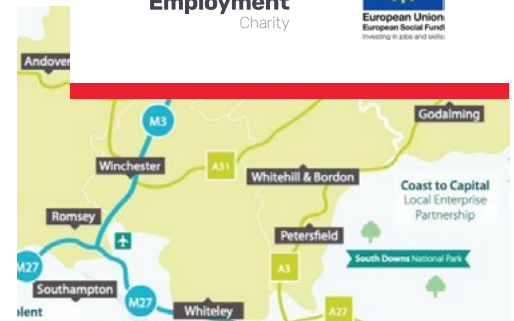 Employment
Charity
European Union
European Social Fund
Investing in jobs and skills
Andover
Godalming
M3
Winchester
A31
Whitehill & Bordon
Coast to Capital
Local Enterprise
Partnership
Romsey
Petersfield
South Downs National Park
M27
A3
Southampton
M27
Whiteley
A27
olent